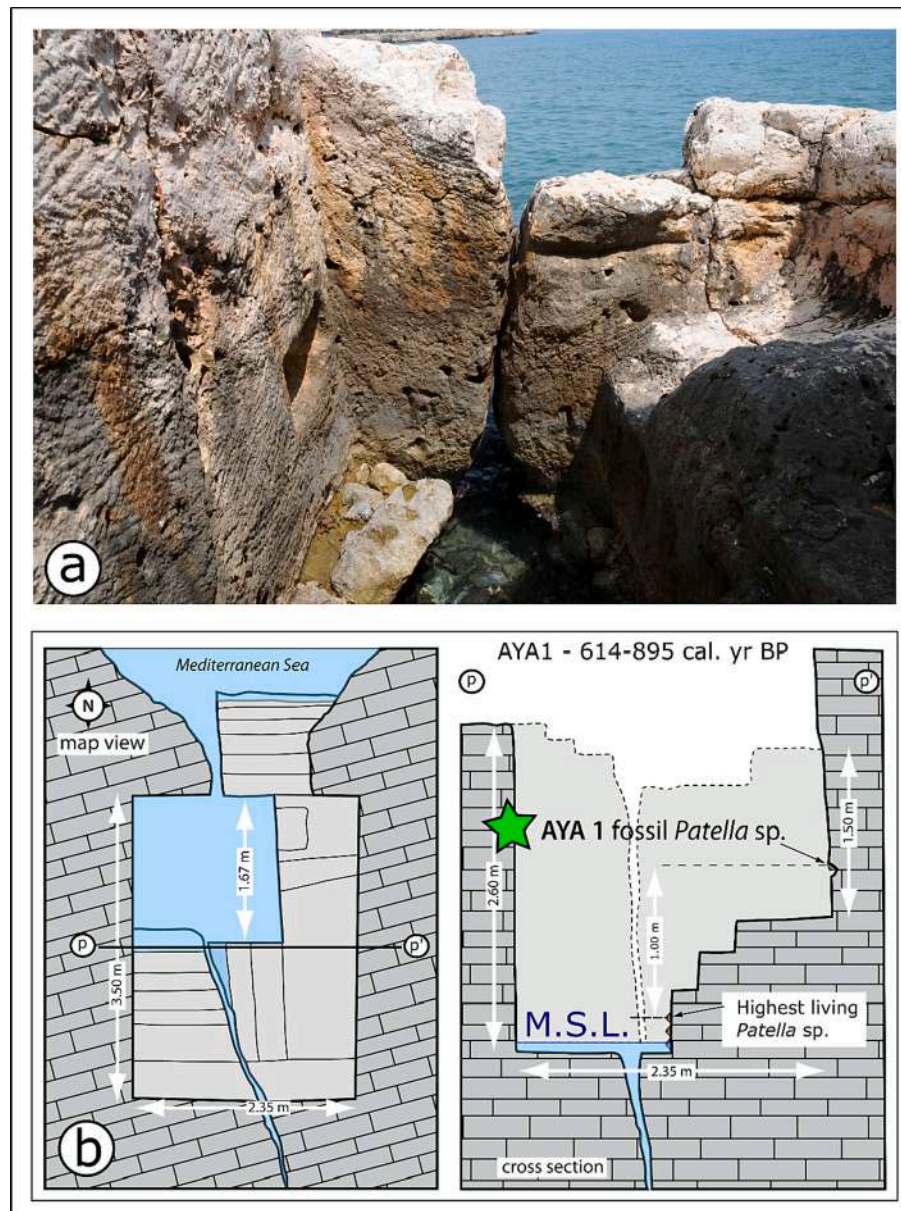 a
Mediterranean Sea
N
map view
1.67 m
P
P'
3.50 m
2.35 m
b
AYA1 - 614-895 cal. yr BP
P
P'
AYA 1 fossil Patella sp.
2.60 m
1.50 m
1.00 m
M.S.L.
Highest living
Patella sp.
2.35 m
cross section